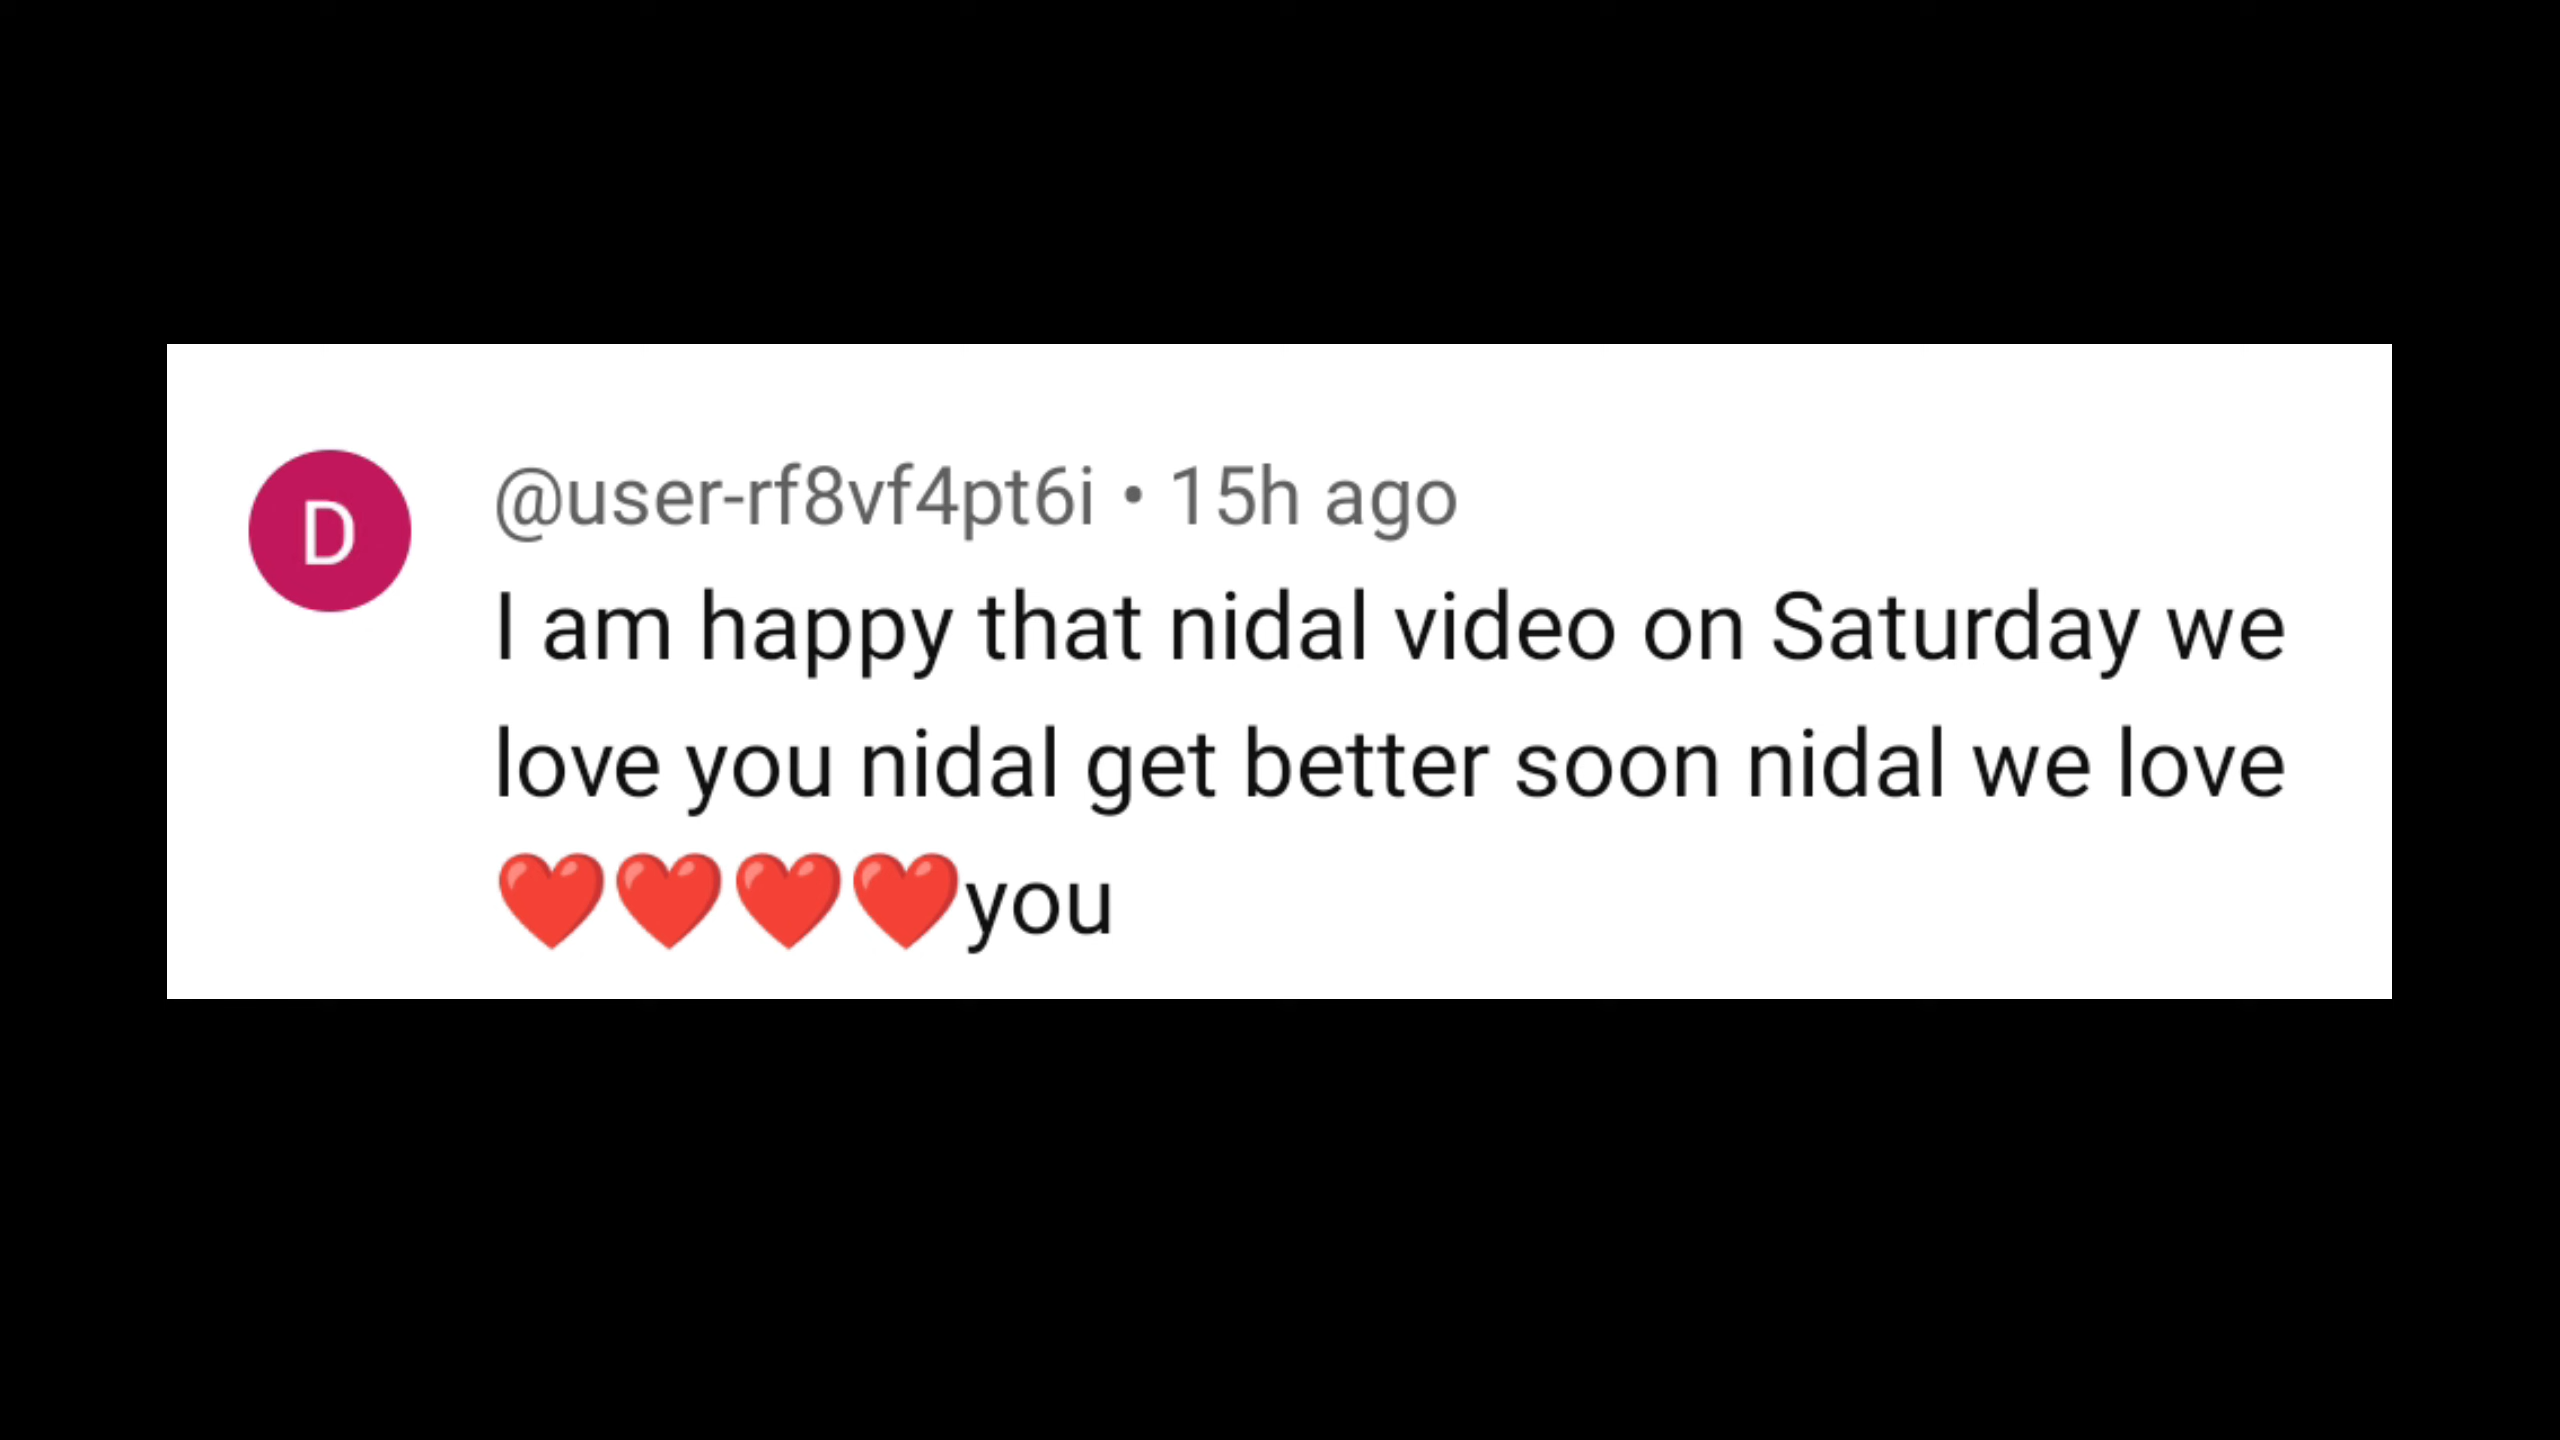 D
@user-rf8vf4pt6i • 15h ago
I am happy that nidal video on Saturday we
love you nidal get better soon nidal we love
❤️❤️❤️❤️you